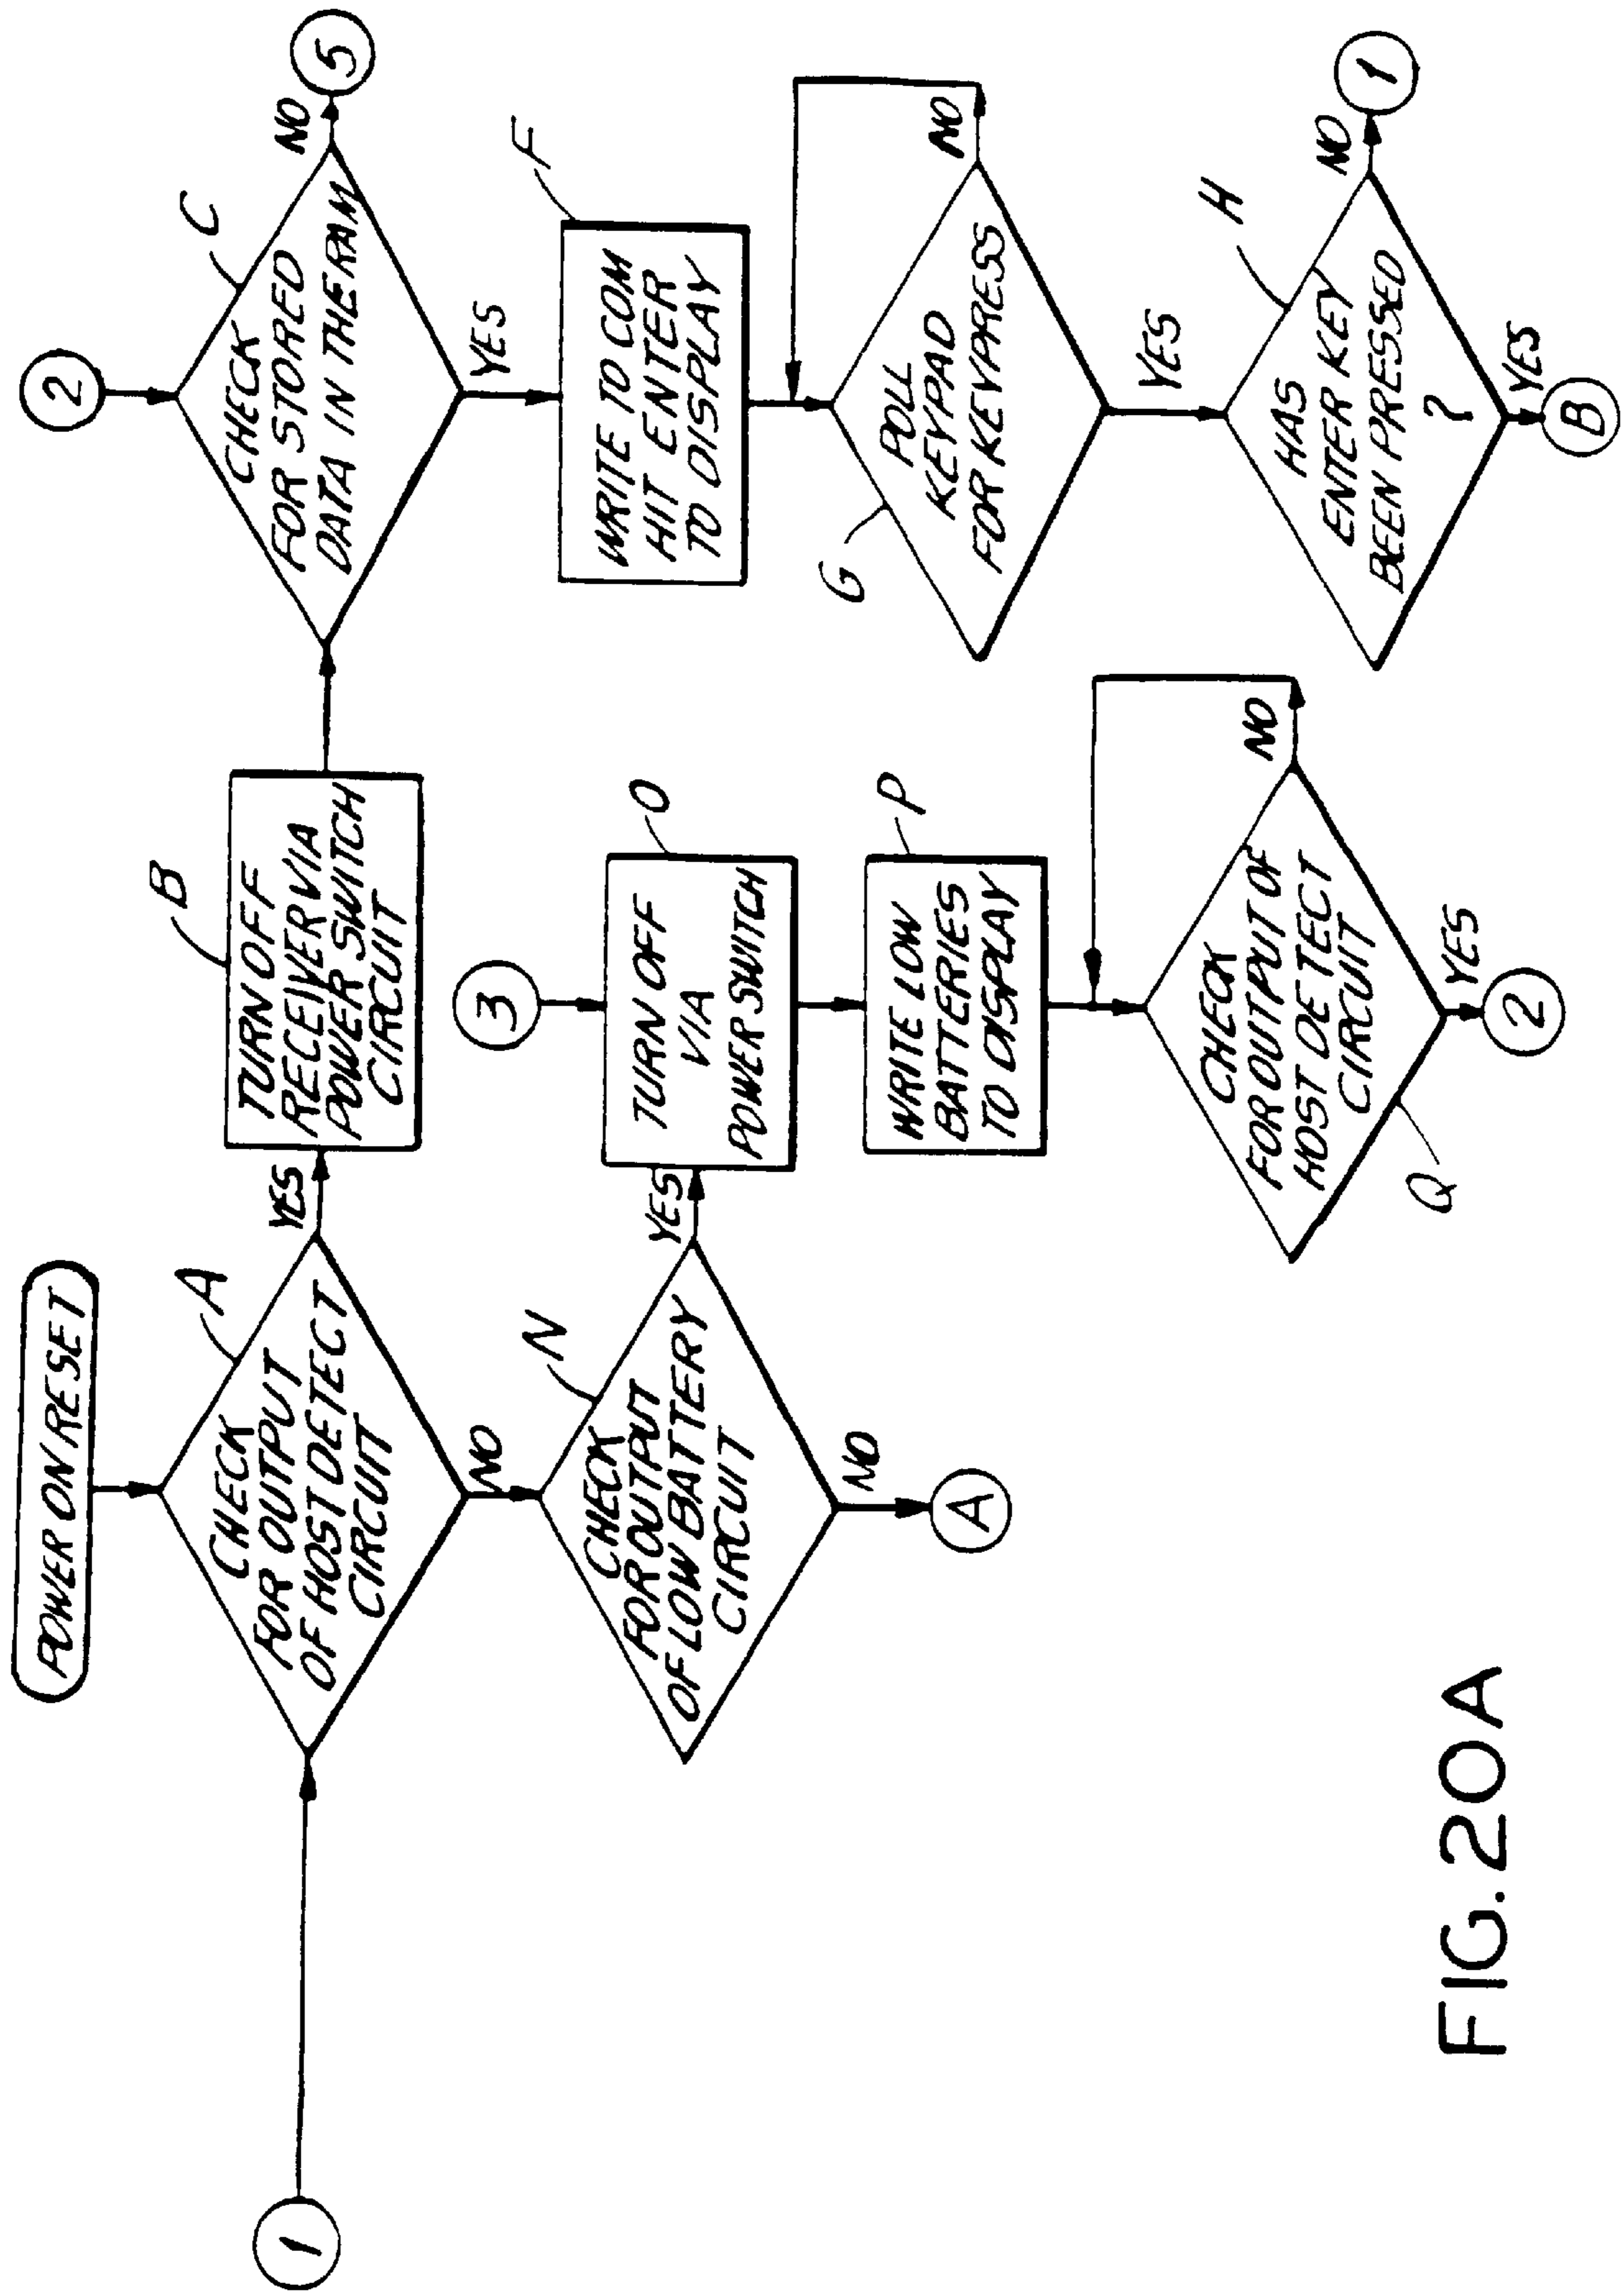 POWER ON RESET
1
A
CHECK
FOR OUTPUT
OF HOST DETECT
CIRCUIT
YES
NO
B
TURN OFF
RECEIVER VIA
POWER SWITCH
CIRCUIT
2
C
CHECK
FOR STORED
DATA IN THE RAM
NO
5
YES
F
WRITE TO COM
HIT ENTER
TO DISPLAY
G
POLL
KEYPAD
FOR KEYPRESS
NO
YES
H
HAS
ENTER KEY
BEEN PRESSED
?
NO
1
YES
B
N
CHECK
FOR OUTPUT
OF LOW BATTERY
CIRCUIT
YES
NO
A
3
O
TURN OFF
VIA
POWER SWITCH
P
WRITE LOW
BATTERIES
TO DISPLAY
Q
CHECK
FOR OUTPUT OF
HOST DETECT
CIRCUIT
NO
YES
2
FIG. 20A